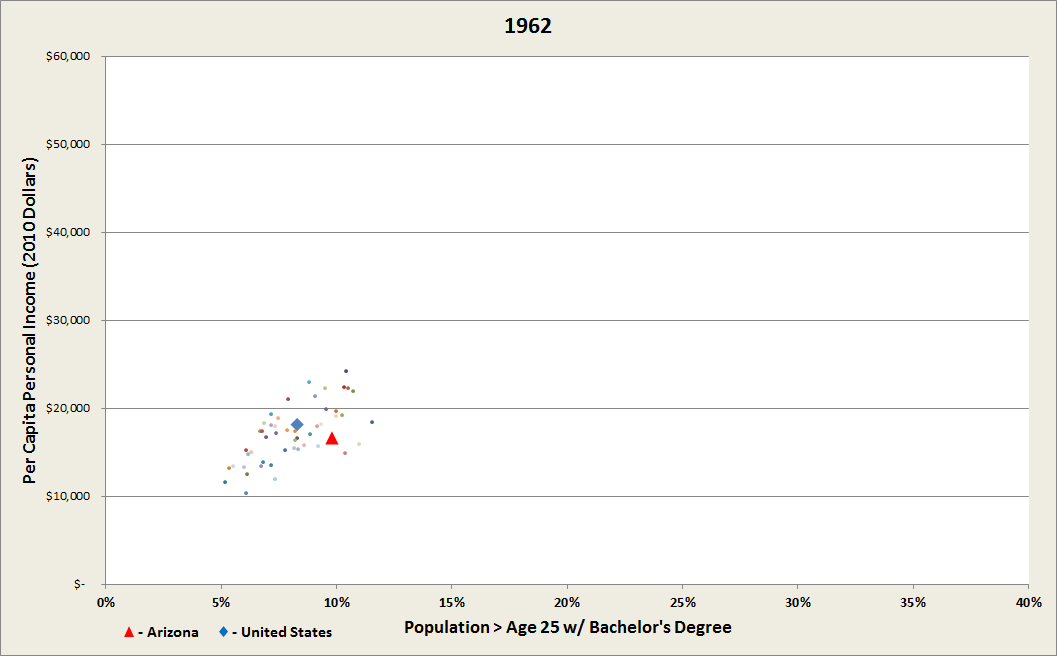 1962
$60,000
$50,000
$40,000
$30,000
$20,000
$10,000
$-
Per Capita Personal Income (2010 Dollars)
0% 5% 10% 15% 20% 25% 30% 35% 40%
- Arizona - United States
Population > Age 25 w/ Bachelor's Degree